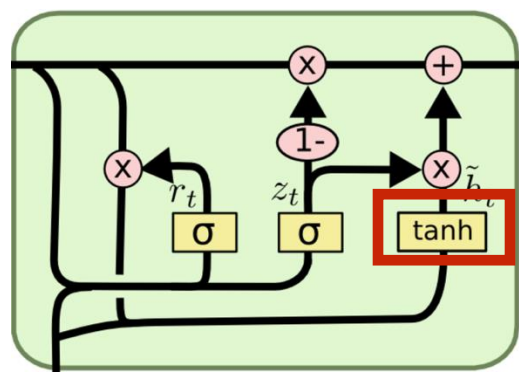 x +
1-
x r_t z_t x h̃_t
σ σ tanh